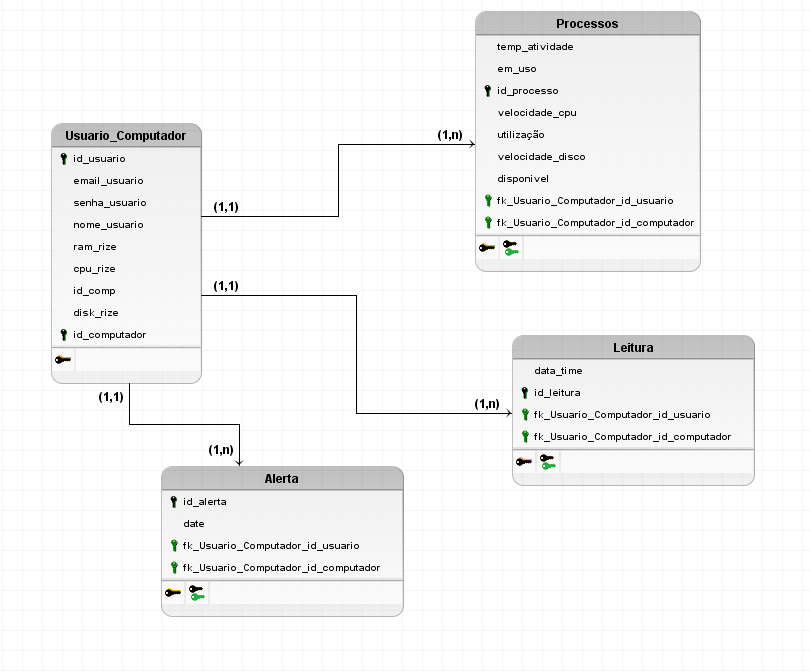 Processos
temp_atividade
em_uso
id_processo
velocidade_cpu
utilização
velocidade_disco
disponivel
fk_Usuario_Computador_id_usuario
fk_Usuario_Computador_id_computador
(1,n)
Usuario_Computador
id_usuario
email_usuario
senha_usuario
nome_usuario
ram_rize
cpu_rize
id_comp
disk_rize
id_computador
(1,1)
(1,1)
(1,1)
Leitura
data_time
id_leitura
fk_Usuario_Computador_id_usuario
fk_Usuario_Computador_id_computador
(1,n)
(1,n)
Alerta
id_alerta
date
fk_Usuario_Computador_id_usuario
fk_Usuario_Computador_id_computador